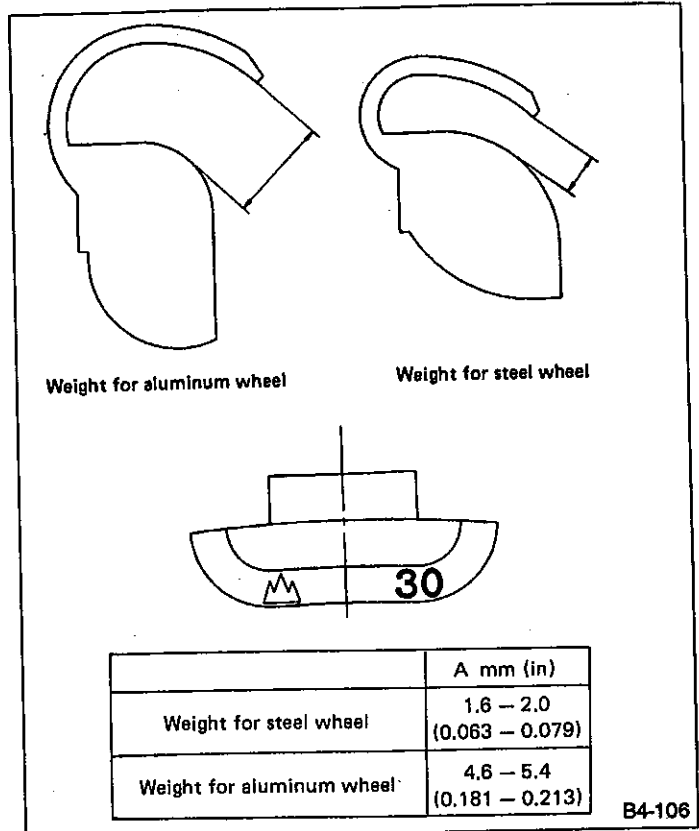 Weight for aluminum wheel
Weight for steel wheel
30
A mm (in)
Weight for steel wheel
1.6 – 2.0
(0.063 – 0.079)
Weight for aluminum wheel
4.6 – 5.4
(0.181 – 0.213)
B4-106